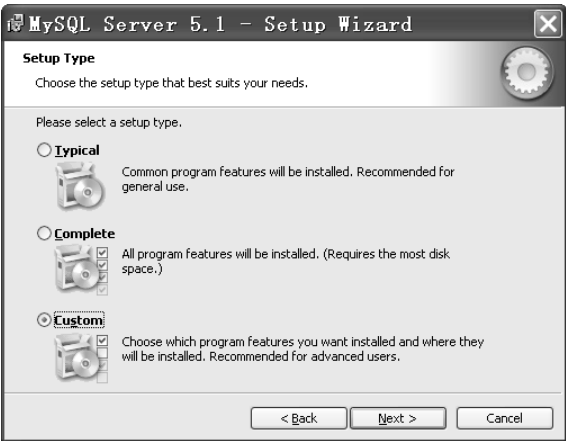 MySQL Server 5.1 - Setup Wizard
Setup Type
Choose the setup type that best suits your needs.
Please select a setup type.
Typical
Common program features will be installed. Recommended for
general use.
Complete
All program features will be installed. (Requires the most disk
space.)
Custom
Choose which program features you want installed and where they
will be installed. Recommended for advanced users.
< Back
Next >
Cancel